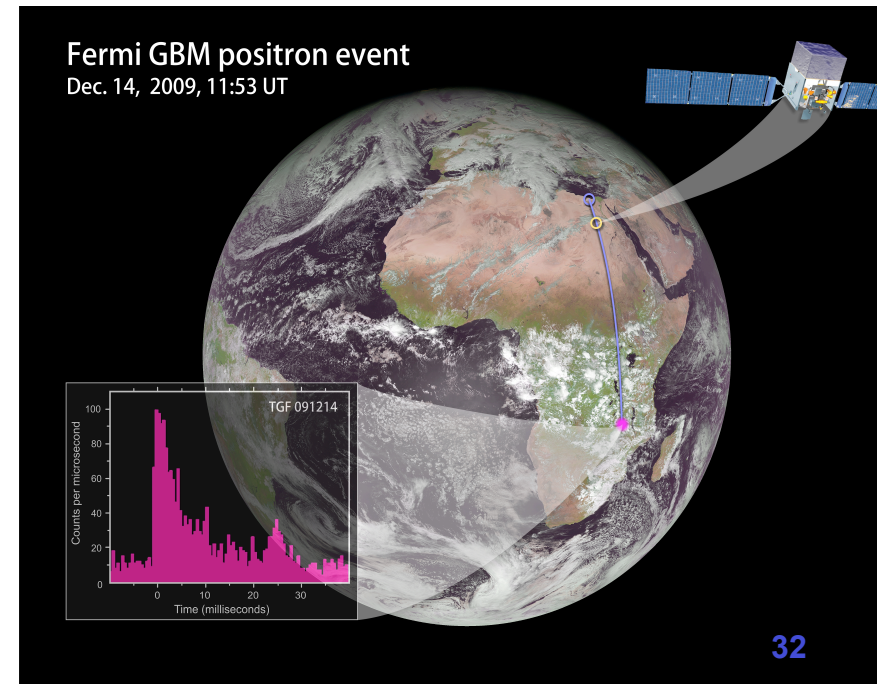 Fermi GBM positron event
Dec. 14, 2009, 11:53 UT
TGF 091214
Counts per microsecond
100
80
60
40
20
0
0 10 20 30
Time (milliseconds)
32